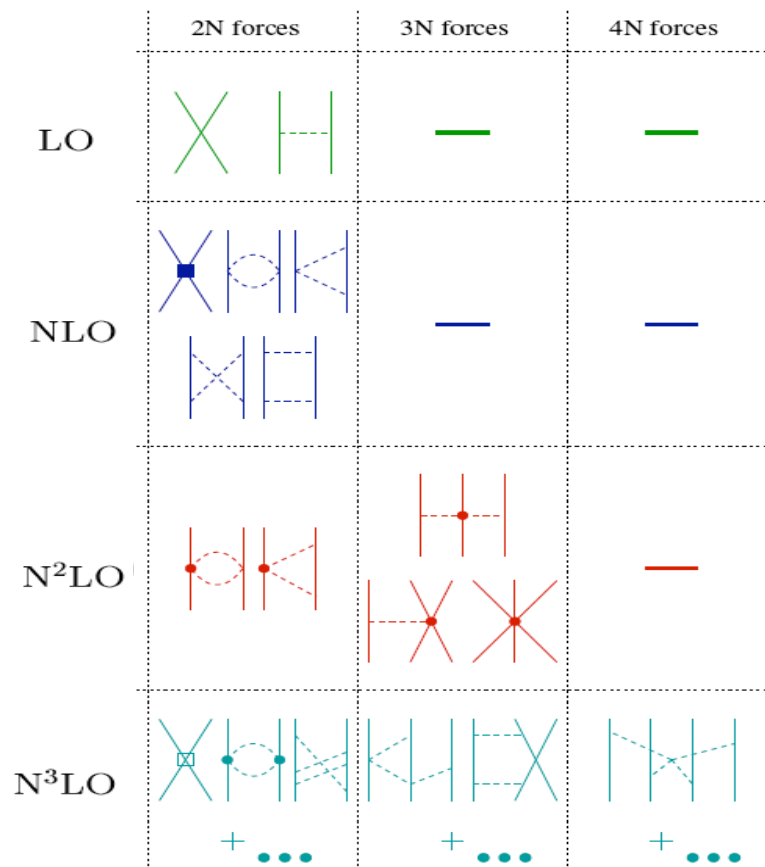 2N forces 3N forces 4N forces
LO
NLO
N²LO
N³LO
+ ... + ... + ...